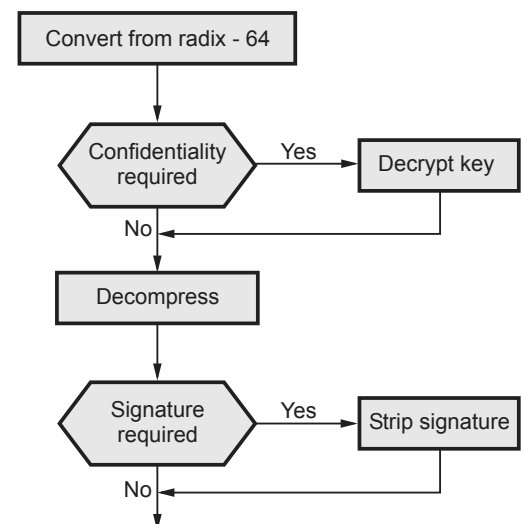 Convert from radix - 64
Confidentiality
required
Yes
Decrypt key
No
Decompress
Signature
required
Yes
Strip signature
No